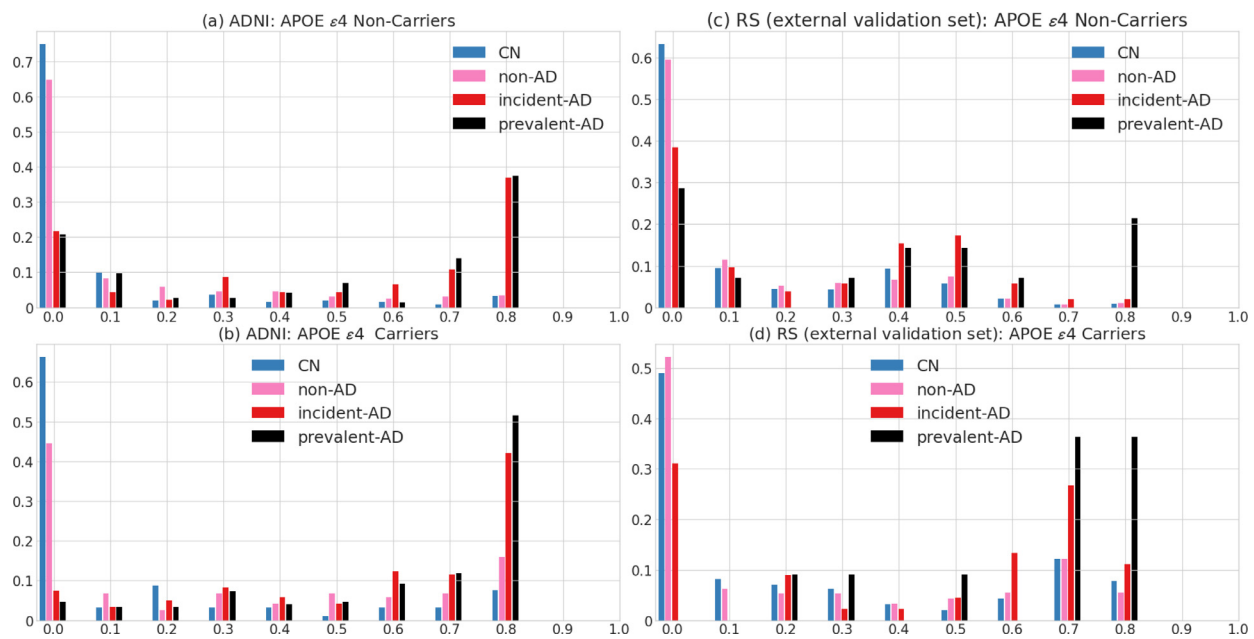 (a) ADNI: APOE ε4 Non-Carriers
CN
non-AD
incident-AD
prevalent-AD
0.7
0.6
0.5
0.4
0.3
0.2
0.1
0
0.0 0.1 0.2 0.3 0.4 0.5 0.6 0.7 0.8 0.9 1.0
(b) ADNI: APOE ε4 Carriers
CN
non-AD
incident-AD
prevalent-AD
0.6
0.5
0.4
0.3
0.2
0.1
0
0.0 0.1 0.2 0.3 0.4 0.5 0.6 0.7 0.8 0.9 1.0
(c) RS (external validation set): APOE ε4 Non-Carriers
CN
non-AD
incident-AD
prevalent-AD
0.6
0.5
0.4
0.3
0.2
0.1
0
0.0 0.1 0.2 0.3 0.4 0.5 0.6 0.7 0.8 0.9 1.0
(d) RS (external validation set): APOE ε4 Carriers
CN
non-AD
incident-AD
prevalent-AD
0.5
0.4
0.3
0.2
0.1
0
0.0 0.1 0.2 0.3 0.4 0.5 0.6 0.7 0.8 0.9 1.0